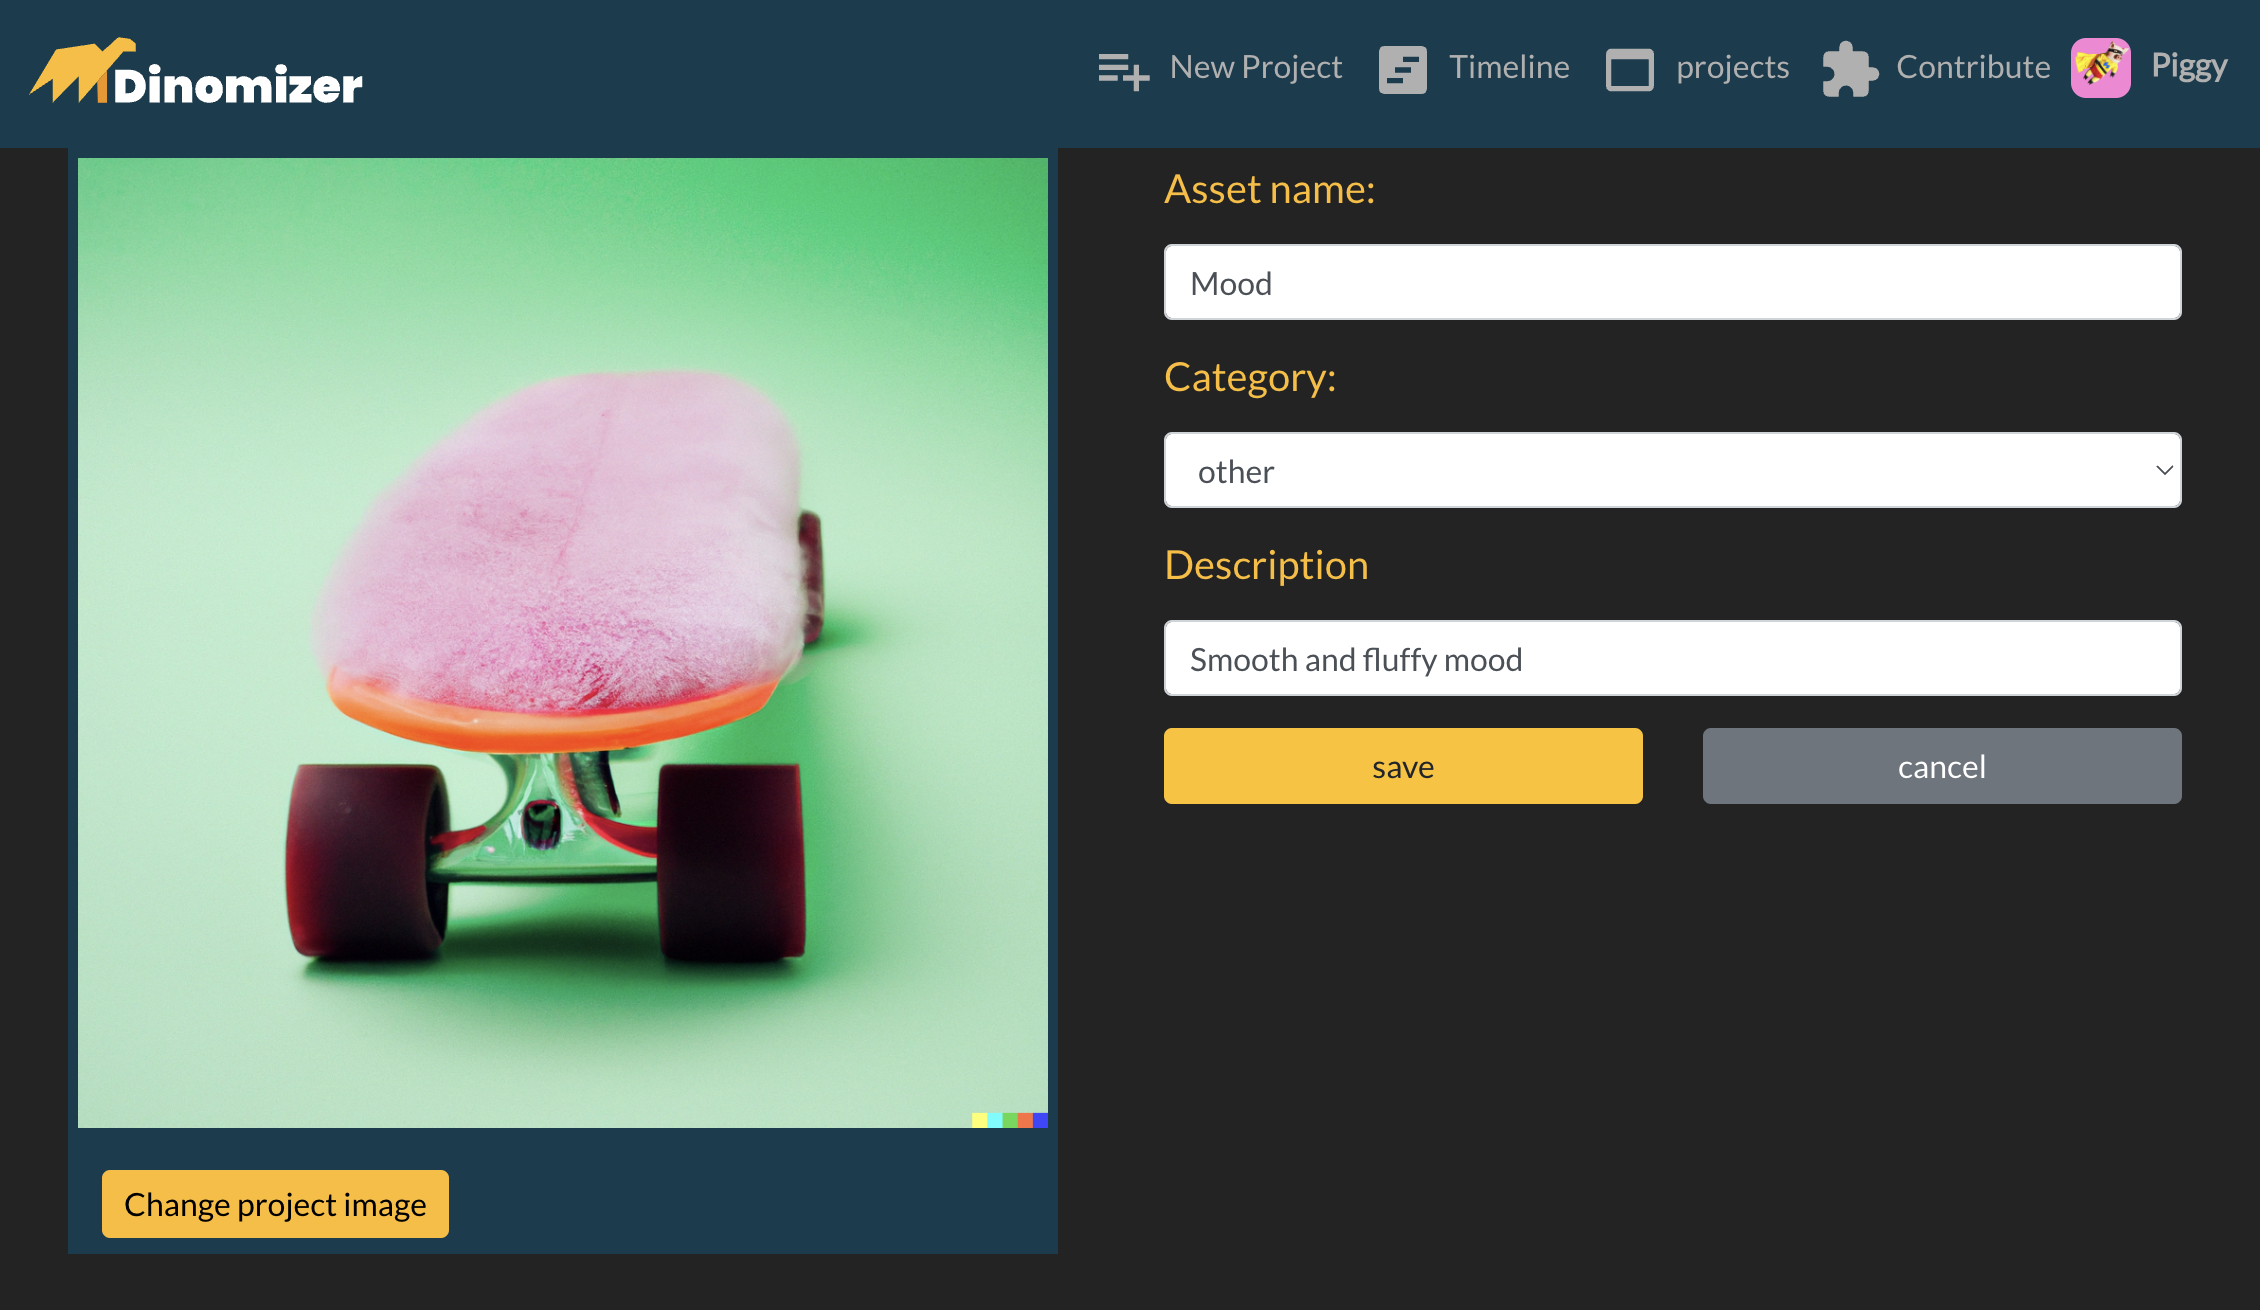 Dinomizer
New Project
Timeline
projects
Contribute
Piggy
Asset name:
Mood
Category:
other
Description
Smooth and fluffy mood
save
cancel
Change project image